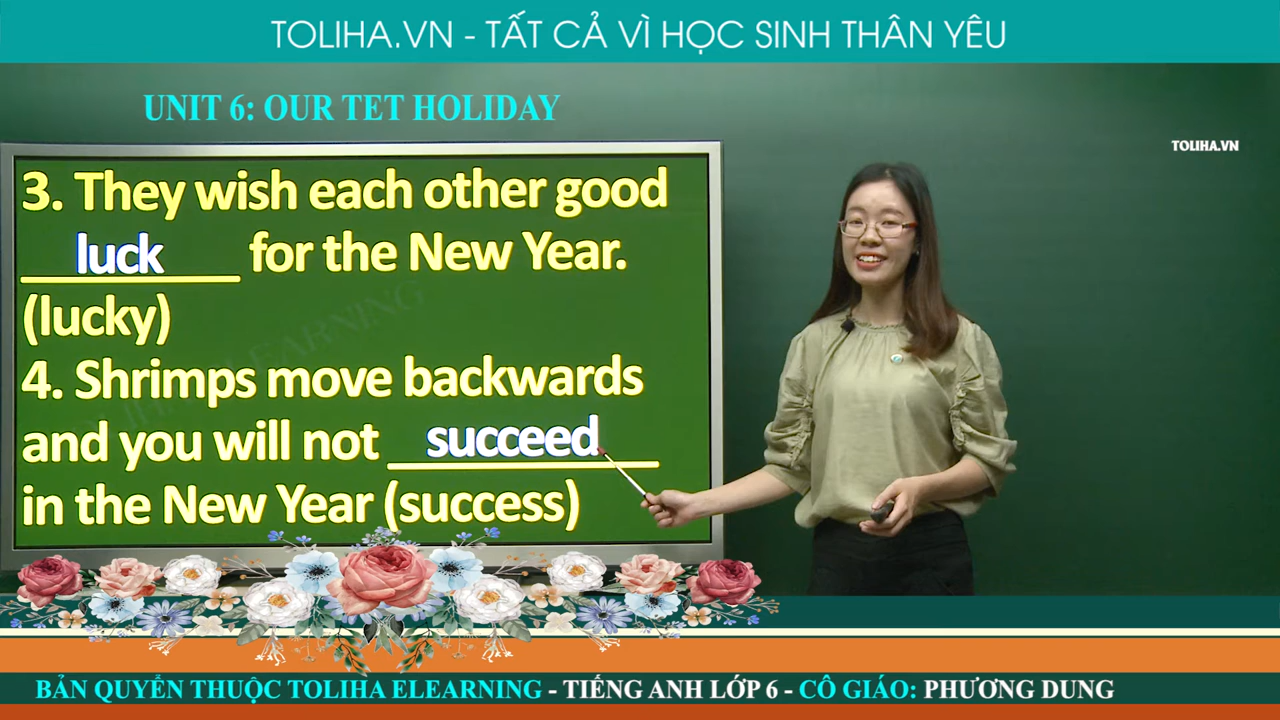 TOLIHA.VN - TẤT CẢ VÌ HỌC SINH THÂN YÊU
UNIT 6: OUR TET HOLIDAY
TOLIHA.VN
3. They wish each other good
luck for the New Year.
(lucky)
4. Shrimps move backwards
and you will not succeed
in the New Year (success)
BẢN QUYỀN THUỘC TOLIHA ELEARNING - TIẾNG ANH LỚP 6 - CÔ GIÁO: PHƯƠNG DUNG